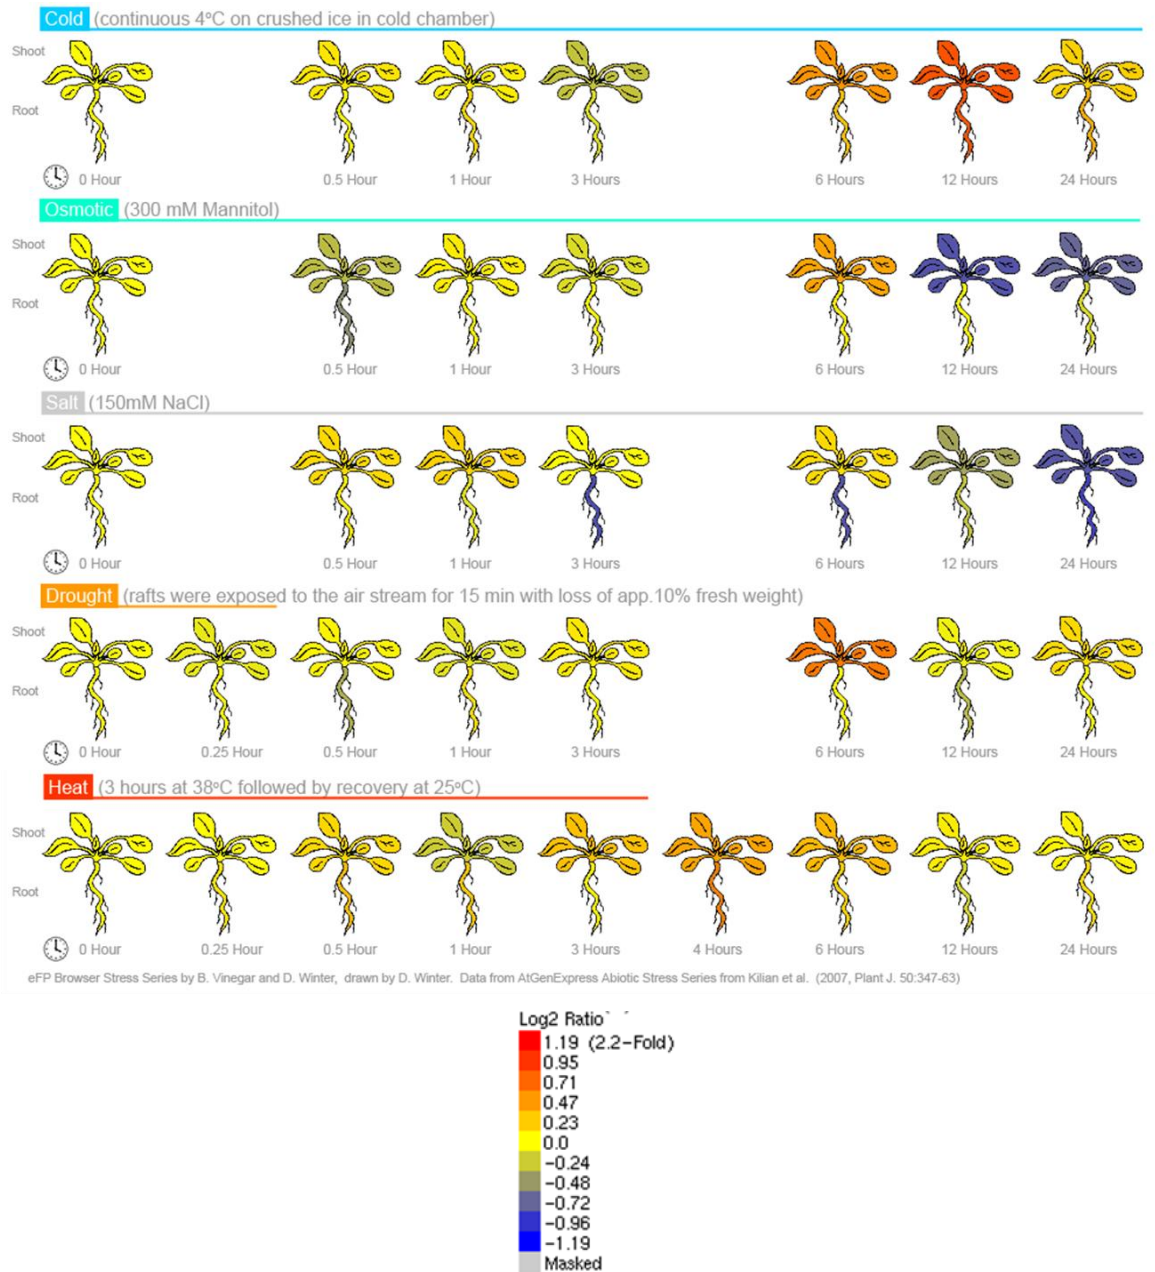 Cold (continuous 4ºC on crushed ice in cold chamber)
Shoot
Root
0 Hour 0.5 Hour 1 Hour 3 Hours 6 Hours 12 Hours 24 Hours
Osmotic (300 mM Mannitol)
Shoot
Root
0 Hour 0.5 Hour 1 Hour 3 Hours 6 Hours 12 Hours 24 Hours
Salt (150mM NaCl)
Shoot
Root
0 Hour 0.5 Hour 1 Hour 3 Hours 6 Hours 12 Hours 24 Hours
Drought (rafts were exposed to the air stream for 15 min with loss of app.10% fresh weight)
Shoot
Root
0 Hour 0.25 Hour 0.5 Hour 1 Hour 3 Hours 6 Hours 12 Hours 24 Hours
Heat (3 hours at 38ºC followed by recovery at 25ºC)
Shoot
Root
0 Hour 0.25 Hour 0.5 Hour 1 Hour 3 Hours 4 Hours 6 Hours 12 Hours 24 Hours
eFP Browser Stress Series by B. Vinegar and D. Winter, drawn by D. Winter. Data from AtGenExpress Abiotic Stress Series from Kilian et al. (2007, Plant J. 50:347-63)
Log2 Ratio
1.19 (2.2-Fold)
0.95
0.71
0.47
0.23
0.0
-0.24
-0.48
-0.72
-0.96
-1.19
Masked